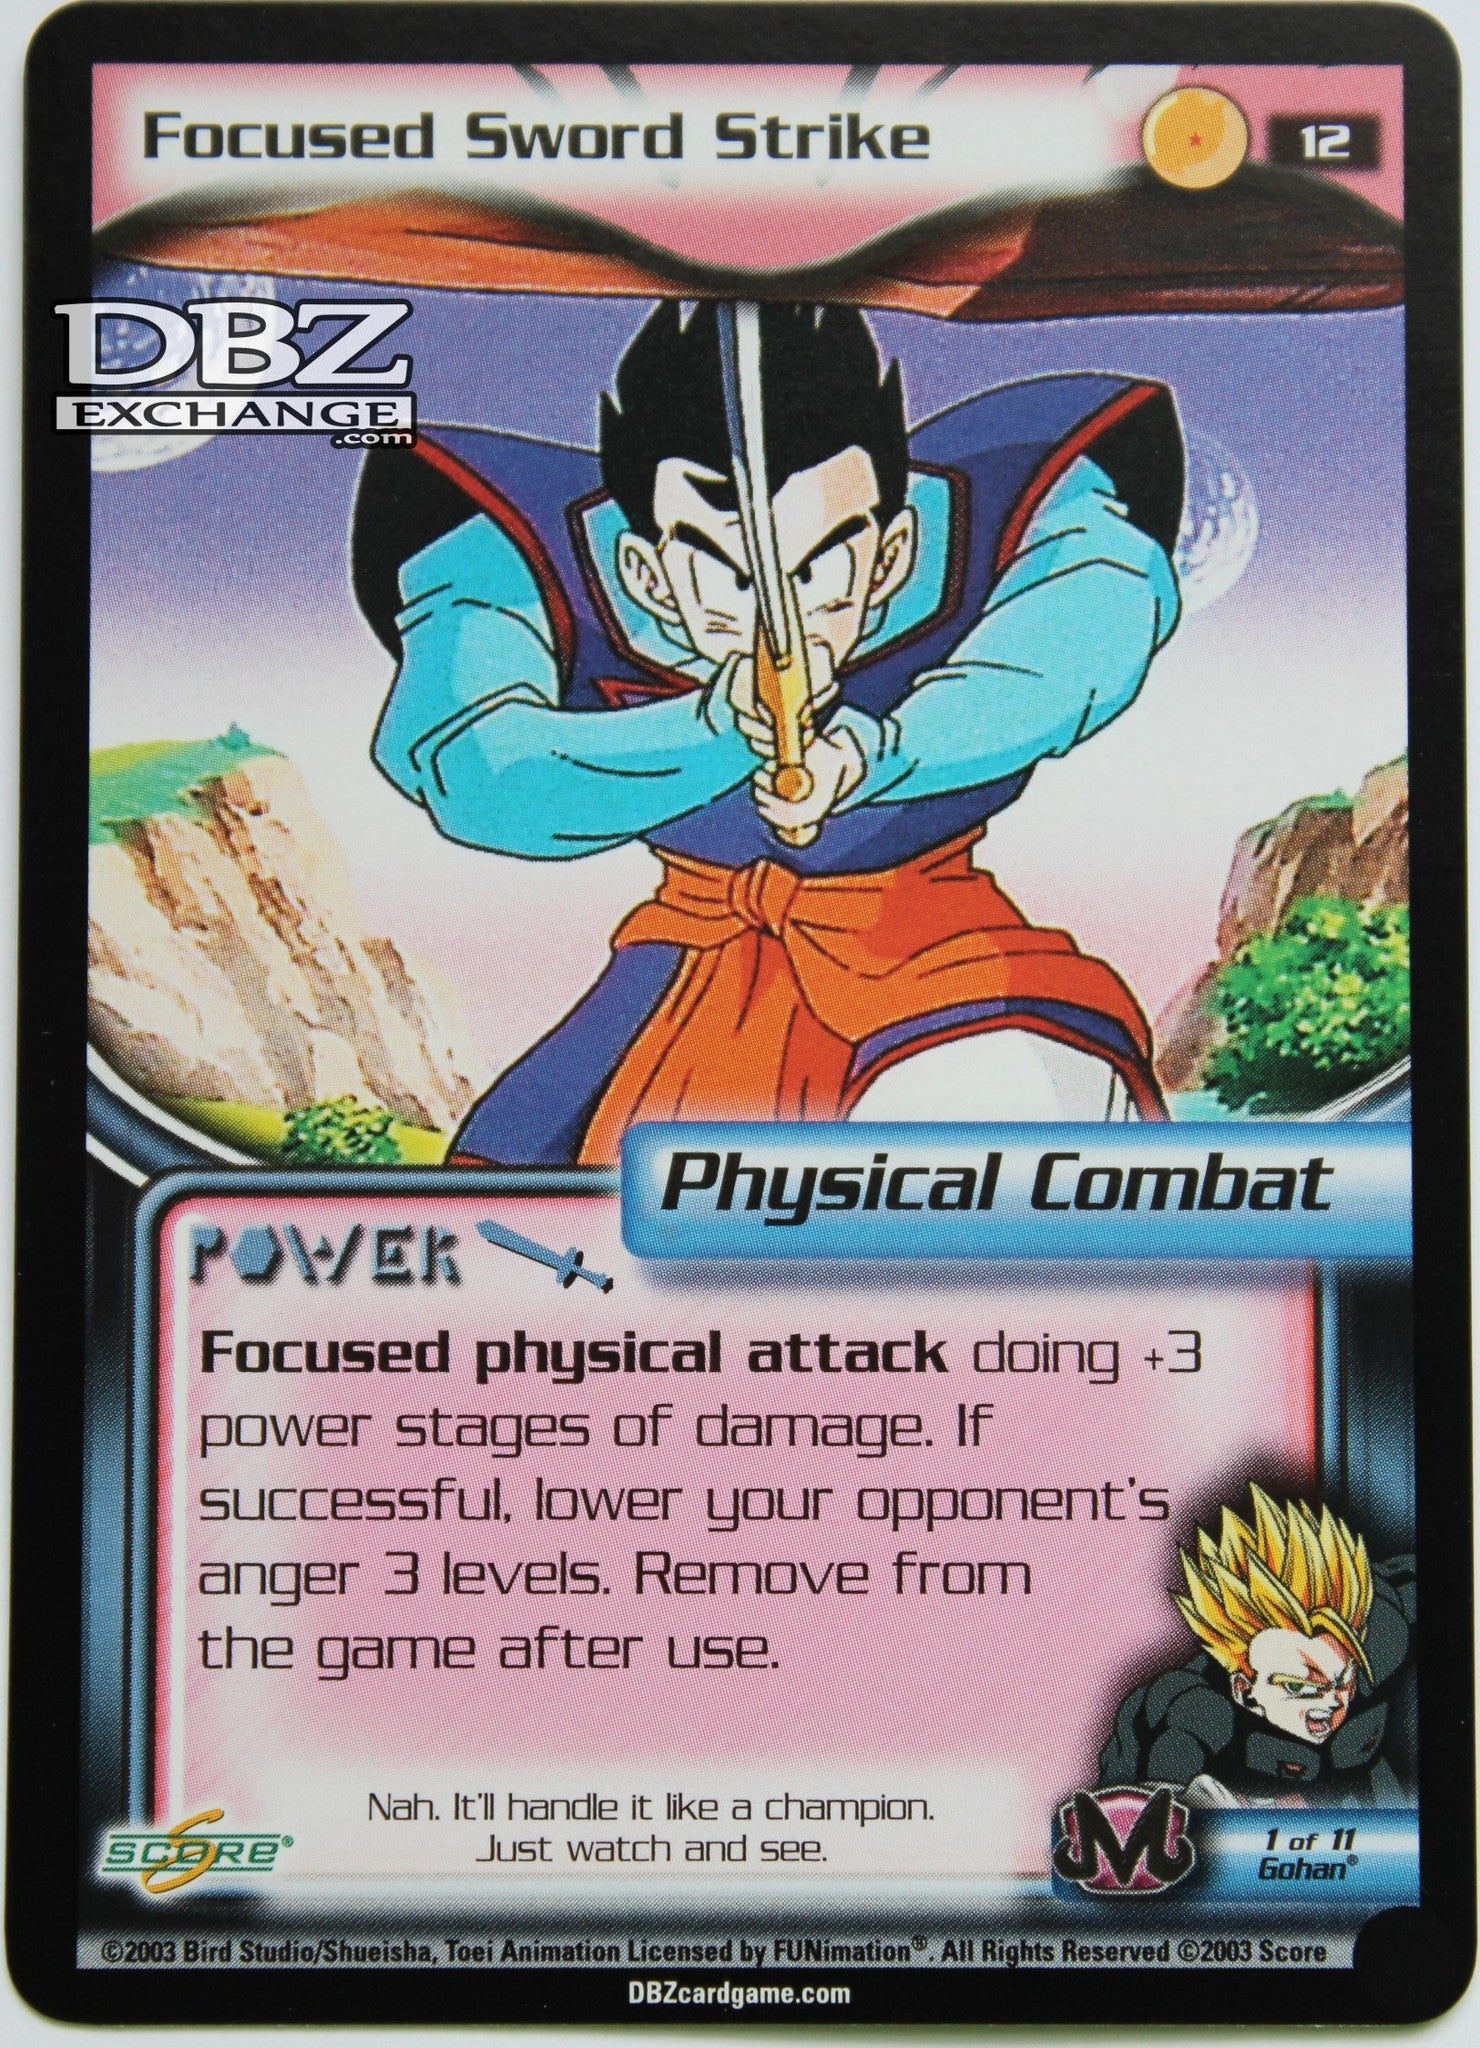 Focused Sword Strike
12
DBZ
EXCHANGE
.com
Physical Combat
POWER
Focused physical attack doing +3
power stages of damage. If
successful, lower your opponent's
anger 3 levels. Remove from
the game after use.
Nah. It'll handle it like a champion.
Just watch and see.
SCORE®
M
1 of 11
Gohan®
©2003 Bird Studio/Shueisha, Toei Animation Licensed by FUNimation®. All Rights Reserved ©2003 Score
DBZcardgame.com